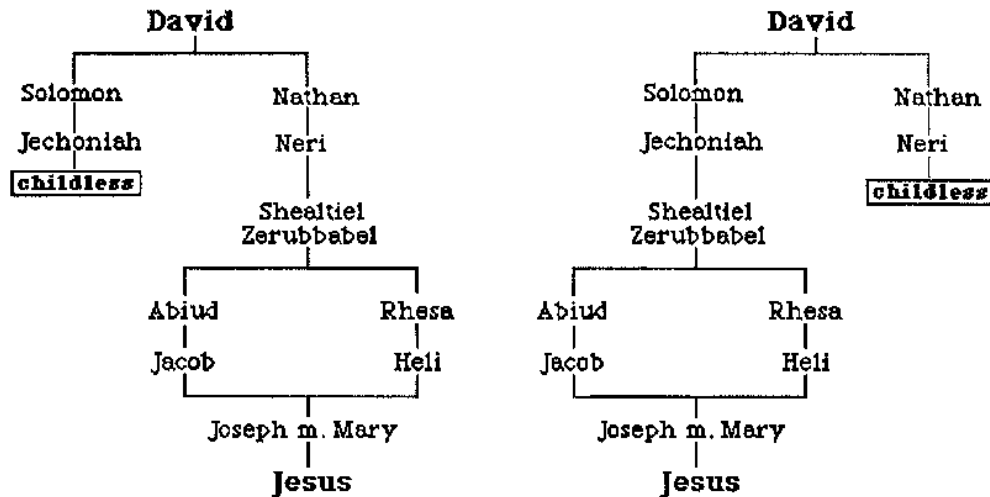 David
Solomon
Nathan
Jechoniah
Neri
childless
Shealtiel
Zerubbabel
Abiud
Rhesa
Jacob
Heli
Joseph m. Mary
Jesus
David
Solomon
Nathan
Jechoniah
Neri
childless
Shealtiel
Zerubbabel
Abiud
Rhesa
Jacob
Heli
Joseph m. Mary
Jesus